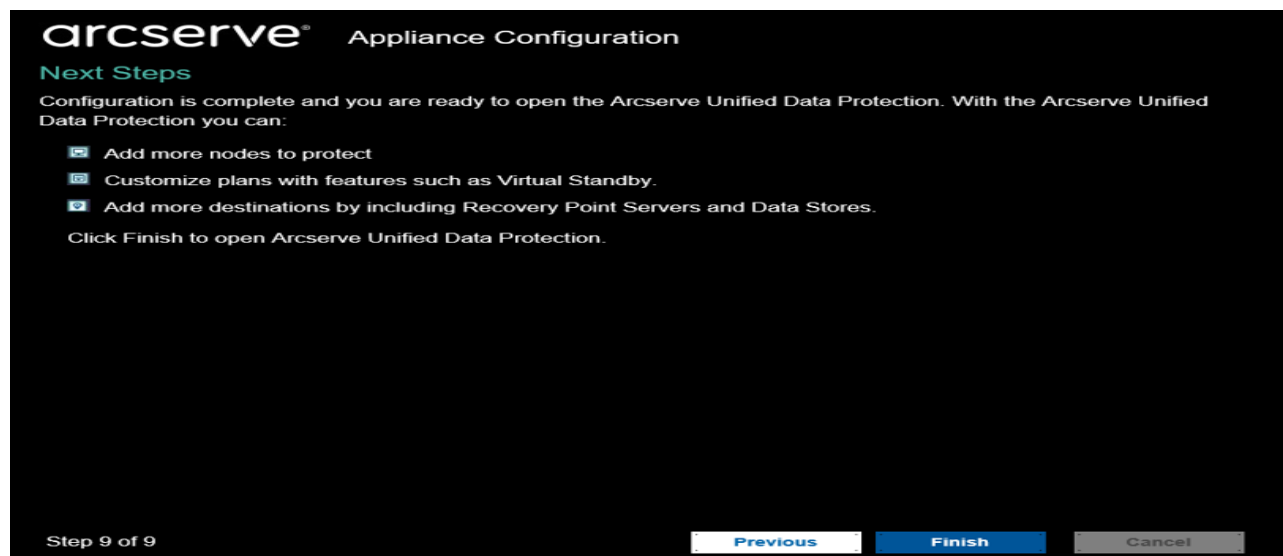 arcserve® Appliance Configuration
Next Steps
Configuration is complete and you are ready to open the Arcserve Unified Data Protection. With the Arcserve Unified
Data Protection you can:
Add more nodes to protect
Customize plans with features such as Virtual Standby.
Add more destinations by including Recovery Point Servers and Data Stores.
Click Finish to open Arcserve Unified Data Protection.
Step 9 of 9 Previous Finish Cancel